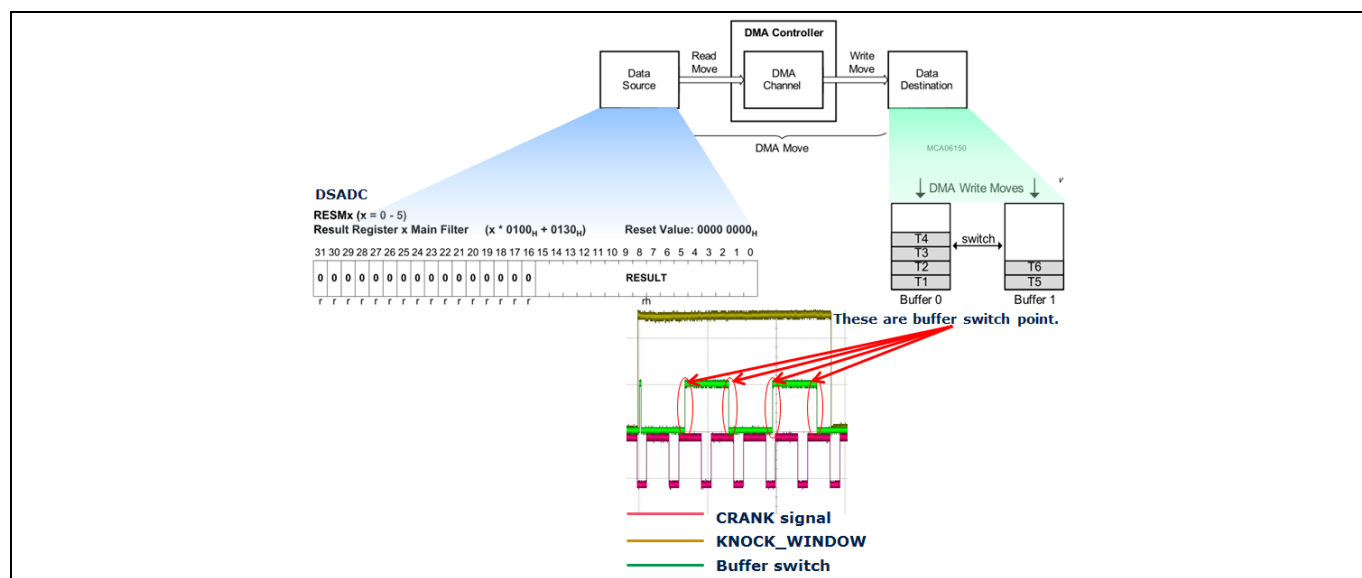 DMA Controller
Read
Move
Write
Move
Data
Source
DMA
Channel
Data
Destination
DMA Move
MCA06150
v
DMA Write Moves
DSADC
RESMx (x = 0 - 5)
Result Register x Main Filter (x * 0100H + 0130H) Reset Value: 0000 0000H
31 30 29 28 27 26 25 24 23 22 21 20 19 18 17 16 15 14 13 12 11 10 9 8 7 6 5 4 3 2 1 0
0 0 0 0 0 0 0 0 0 0 0 0 0 0 0 0 RESULT
r r r r r r r r r r r r r r r r rh
T4
T3
T2
T1
switch
T6
T5
Buffer 0 Buffer 1
These are buffer switch point.
CRANK signal
KNOCK_WINDOW
Buffer switch